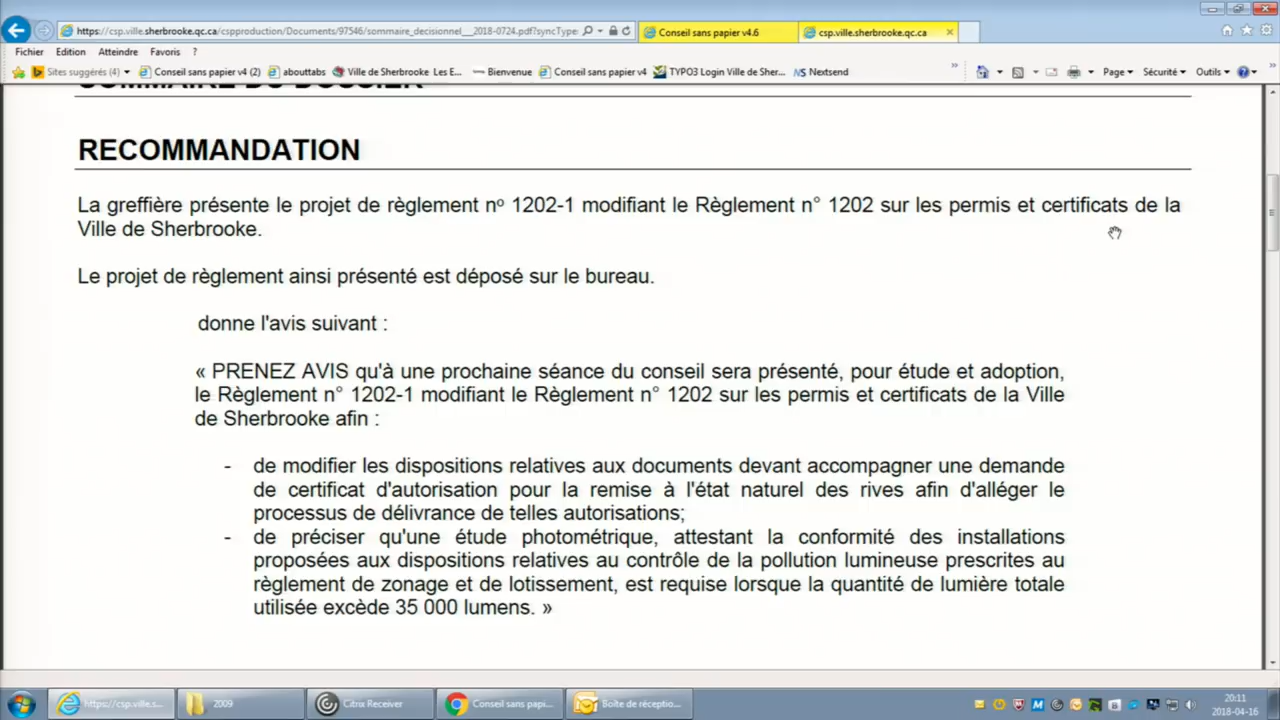 https://csp.ville.sherbrooke.qc.ca/cspproduction/Documents/97546/sommaire_decisionnel__2018-0724.pdf?syncType
Conseil sans papier v4.6
csp.ville.sherbrooke.qc.ca
Fichier Edition Atteindre Favoris ?
Sites suggérés (4) Conseil sans papier v4 (2) abouttabs Ville de Sherbrooke Les E... Bienvenue Conseil sans papier v4 TYPO3 Login Ville de Sher... NS Nextsend Page Sécurité Outils
SOMMAIRE DU DOSSIER
RECOMMANDATION
La greffière présente le projet de règlement nº 1202-1 modifiant le Règlement n° 1202 sur les permis et certificats de la
Ville de Sherbrooke.
Le projet de règlement ainsi présenté est déposé sur le bureau.
donne l'avis suivant :
« PRENEZ AVIS qu'à une prochaine séance du conseil sera présenté, pour étude et adoption,
le Règlement n° 1202-1 modifiant le Règlement n° 1202 sur les permis et certificats de la Ville
de Sherbrooke afin :
- de modifier les dispositions relatives aux documents devant accompagner une demande
de certificat d'autorisation pour la remise à l'état naturel des rives afin d'alléger le
processus de délivrance de telles autorisations;
- de préciser qu'une étude photométrique, attestant la conformité des installations
proposées aux dispositions relatives au contrôle de la pollution lumineuse prescrites au
règlement de zonage et de lotissement, est requise lorsque la quantité de lumière totale
utilisée excède 35 000 lumens. »
https://csp.ville.s... 2009 Citrix Receiver Conseil sans papi... Boîte de réceptio... 20:11
2018-04-16